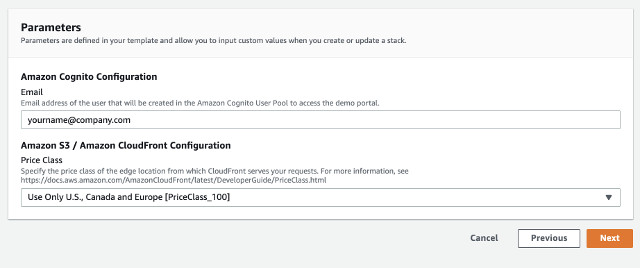 Parameters
Parameters are defined in your template and allow you to input custom values when you create or update a stack.
Amazon Cognito Configuration
Email
Email address of the user that will be created in the Amazon Cognito User Pool to access the demo portal.
yourname@company.com
Amazon S3 / Amazon CloudFront Configuration
Price Class
Specify the price class of the edge location from which CloudFront serves your requests. For more information, see
https://docs.aws.amazon.com/AmazonCloudFront/latest/DeveloperGuide/PriceClass.html
Use Only U.S., Canada and Europe [PriceClass_100]
Cancel Previous Next